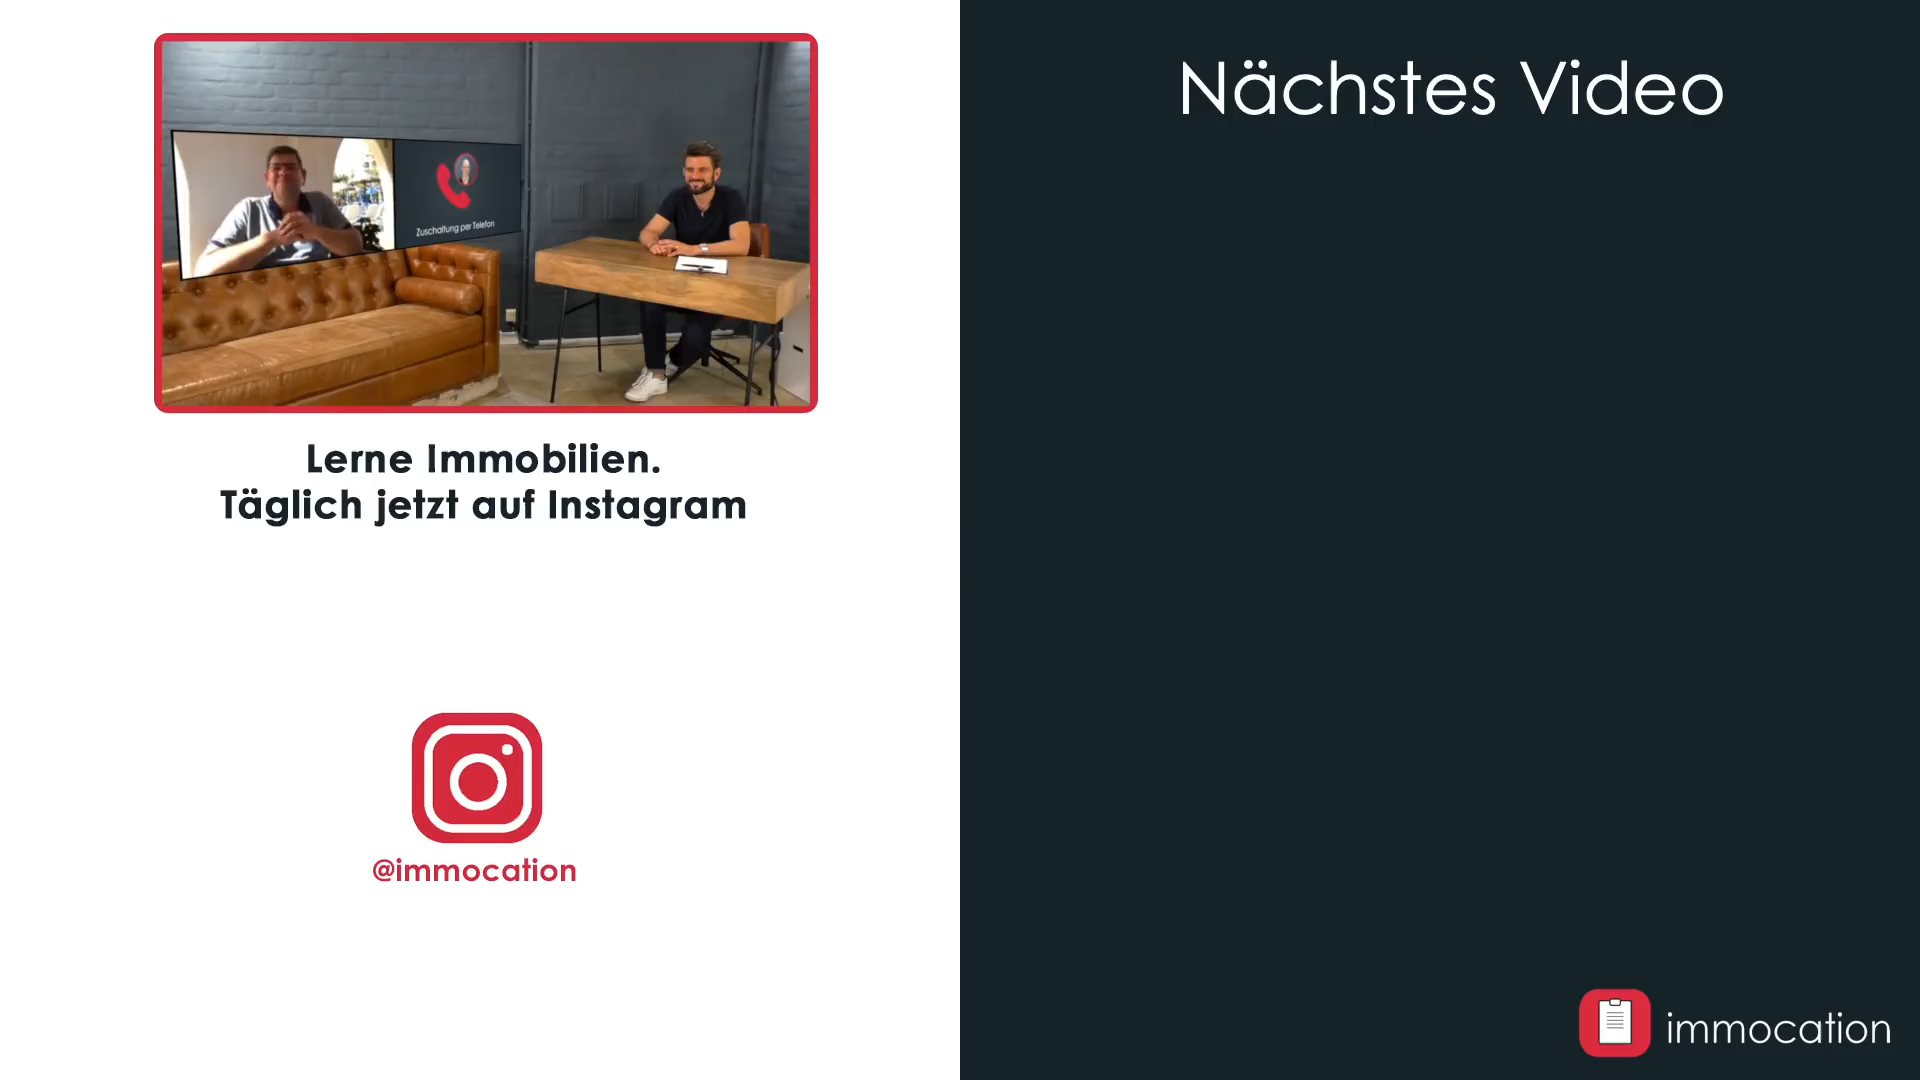 Zuschaltung per Telefon
Lerne Immobilien.
Täglich jetzt auf Instagram
@immocation
Nächstes Video
immocation